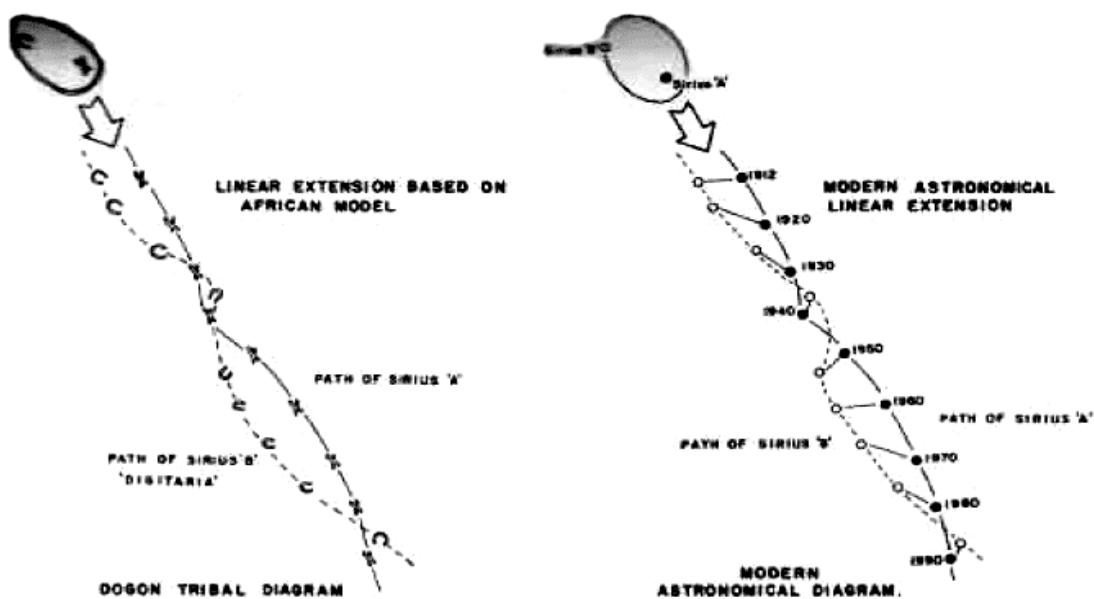 LINEAR EXTENSION BASED ON
AFRICAN MODEL
PATH OF SIRIUS 'A'
PATH OF SIRIUS 'B'
'DIGITARIA'
DOGON TRIBAL DIAGRAM
Sirius 'B'
Sirius 'A'
MODERN ASTRONOMICAL
LINEAR EXTENSION
1912
1920
1930
1940
1950
1960
1970
1980
1990
PATH OF SIRIUS 'A'
PATH OF SIRIUS 'B'
MODERN
ASTRONOMICAL DIAGRAM.